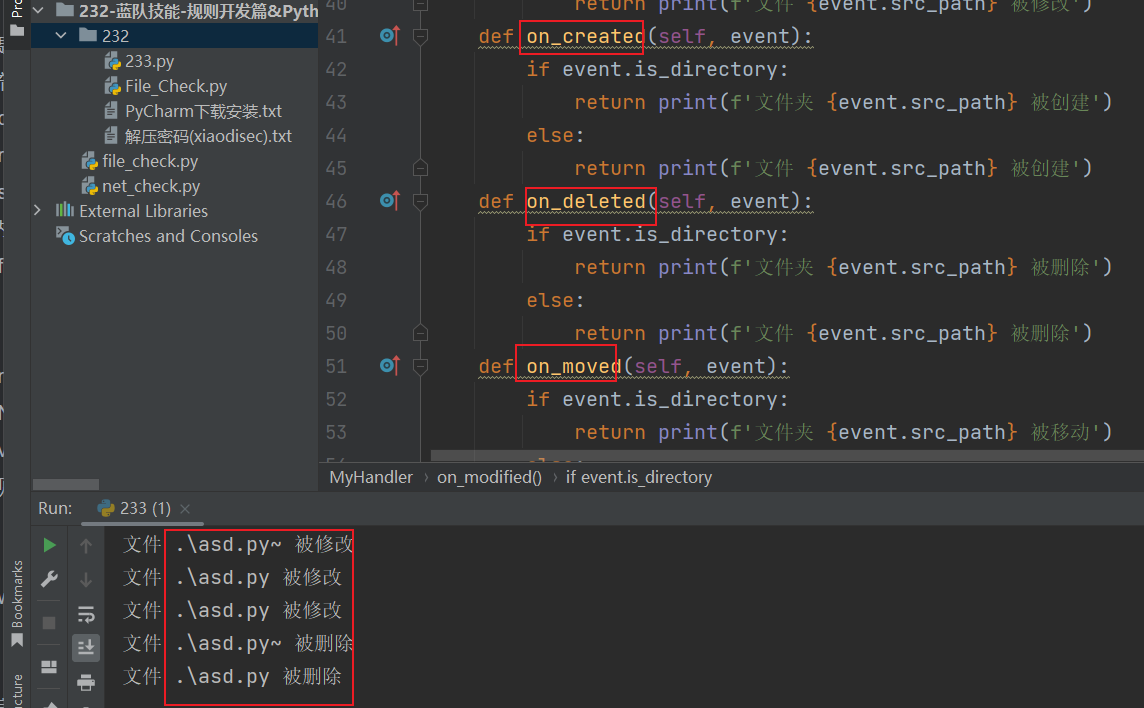 232-蓝队技能-规则开发篇&Pyth
232
233.py
File_Check.py
PyCharm下载安装.txt
解压密码(xiaodisec).txt
file_check.py
net_check.py
External Libraries
Scratches and Consoles
40 return print(f'文件 {event.src_path} 被修改')
41 def on_created(self, event):
42 if event.is_directory:
43 return print(f'文件夹 {event.src_path} 被创建')
44 else:
45 return print(f'文件 {event.src_path} 被创建')
46 def on_deleted(self, event):
47 if event.is_directory:
48 return print(f'文件夹 {event.src_path} 被删除')
49 else:
50 return print(f'文件 {event.src_path} 被删除')
51 def on_moved(self, event):
52 if event.is_directory:
53 return print(f'文件夹 {event.src_path} 被移动')
MyHandler › on_modified() › if event.is_directory
Run: 233 (1) ×
文件 .\asd.py~ 被修改
文件 .\asd.py 被修改
文件 .\asd.py 被修改
文件 .\asd.py~ 被删除
文件 .\asd.py 被删除
Bookmarks